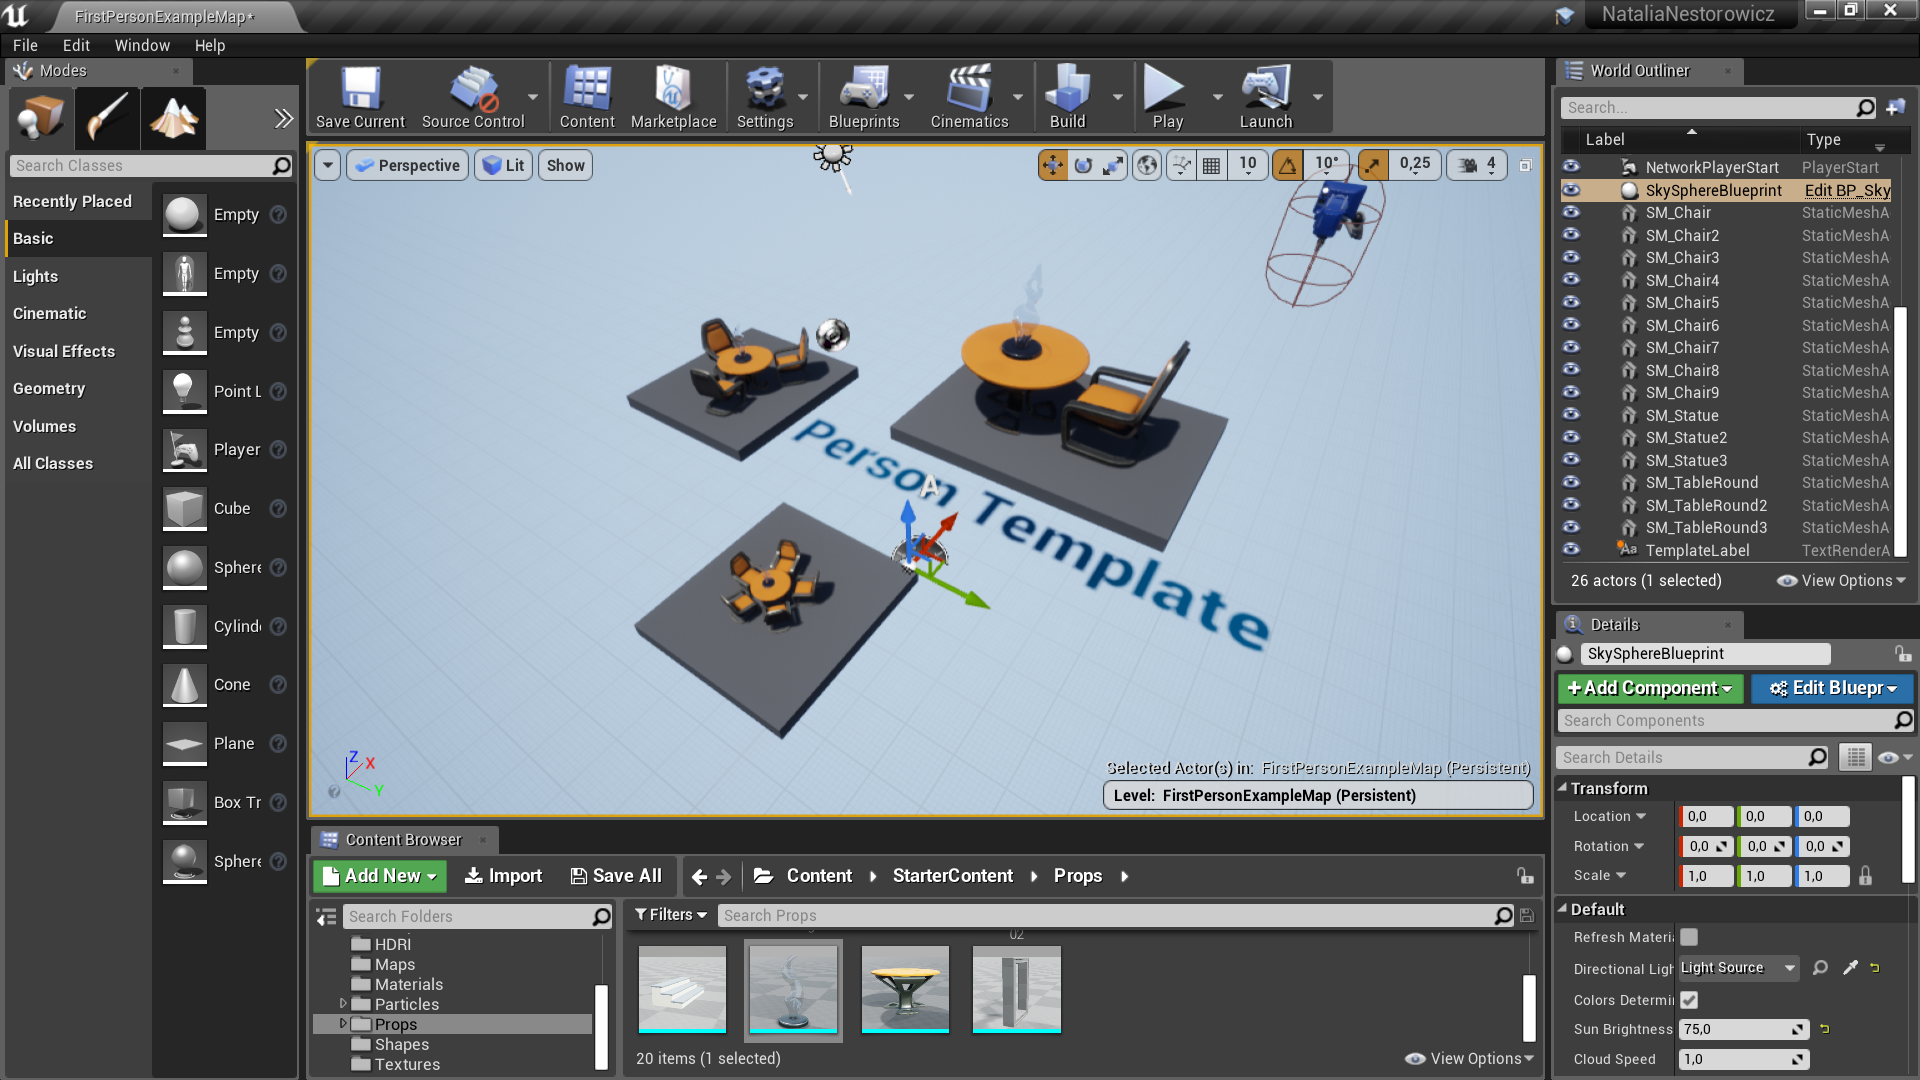 FirstPersonExampleMap*
NataliaNestorowicz
File Edit Window Help
Modes
Search Classes
Recently Placed
Basic
Lights
Cinematic
Visual Effects
Geometry
Volumes
All Classes
Empty
Empty
Empty
Point L
Player
Cube
Sphere
Cylind
Cone
Plane
Box Tr
Sphere
Save Current Source Control Content Marketplace Settings Blueprints Cinematics Build Play Launch
Perspective Lit Show
10 10° 0,25 4
Person Template
A
Z X
Y
Selected Actor(s) in: FirstPersonExampleMap (Persistent)
Level: FirstPersonExampleMap (Persistent)
Content Browser
Add New Import Save All Content StarterContent Props
Search Folders
HDRI
Maps
Materials
Particles
Props
Shapes
Textures
Filters Search Props
02
20 items (1 selected) View Options
World Outliner
Search...
Label Type
NetworkPlayerStart PlayerStart
SkySphereBlueprint Edit BP_Sky
SM_Chair StaticMeshA
SM_Chair2 StaticMeshA
SM_Chair3 StaticMeshA
SM_Chair4 StaticMeshA
SM_Chair5 StaticMeshA
SM_Chair6 StaticMeshA
SM_Chair7 StaticMeshA
SM_Chair8 StaticMeshA
SM_Chair9 StaticMeshA
SM_Statue StaticMeshA
SM_Statue2 StaticMeshA
SM_Statue3 StaticMeshA
SM_TableRound StaticMeshA
SM_TableRound2 StaticMeshA
SM_TableRound3 StaticMeshA
TemplateLabel TextRenderA
26 actors (1 selected) View Options
Details
SkySphereBlueprint
+Add Component Edit Bluepr
Search Components
Search Details
Transform
Location 0,0 0,0 0,0
Rotation 0,0 0,0 0,0
Scale 1,0 1,0 1,0
Default
Refresh Materi
Directional Ligh Light Source
Colors Determi
Sun Brightness 75,0
Cloud Speed 1,0